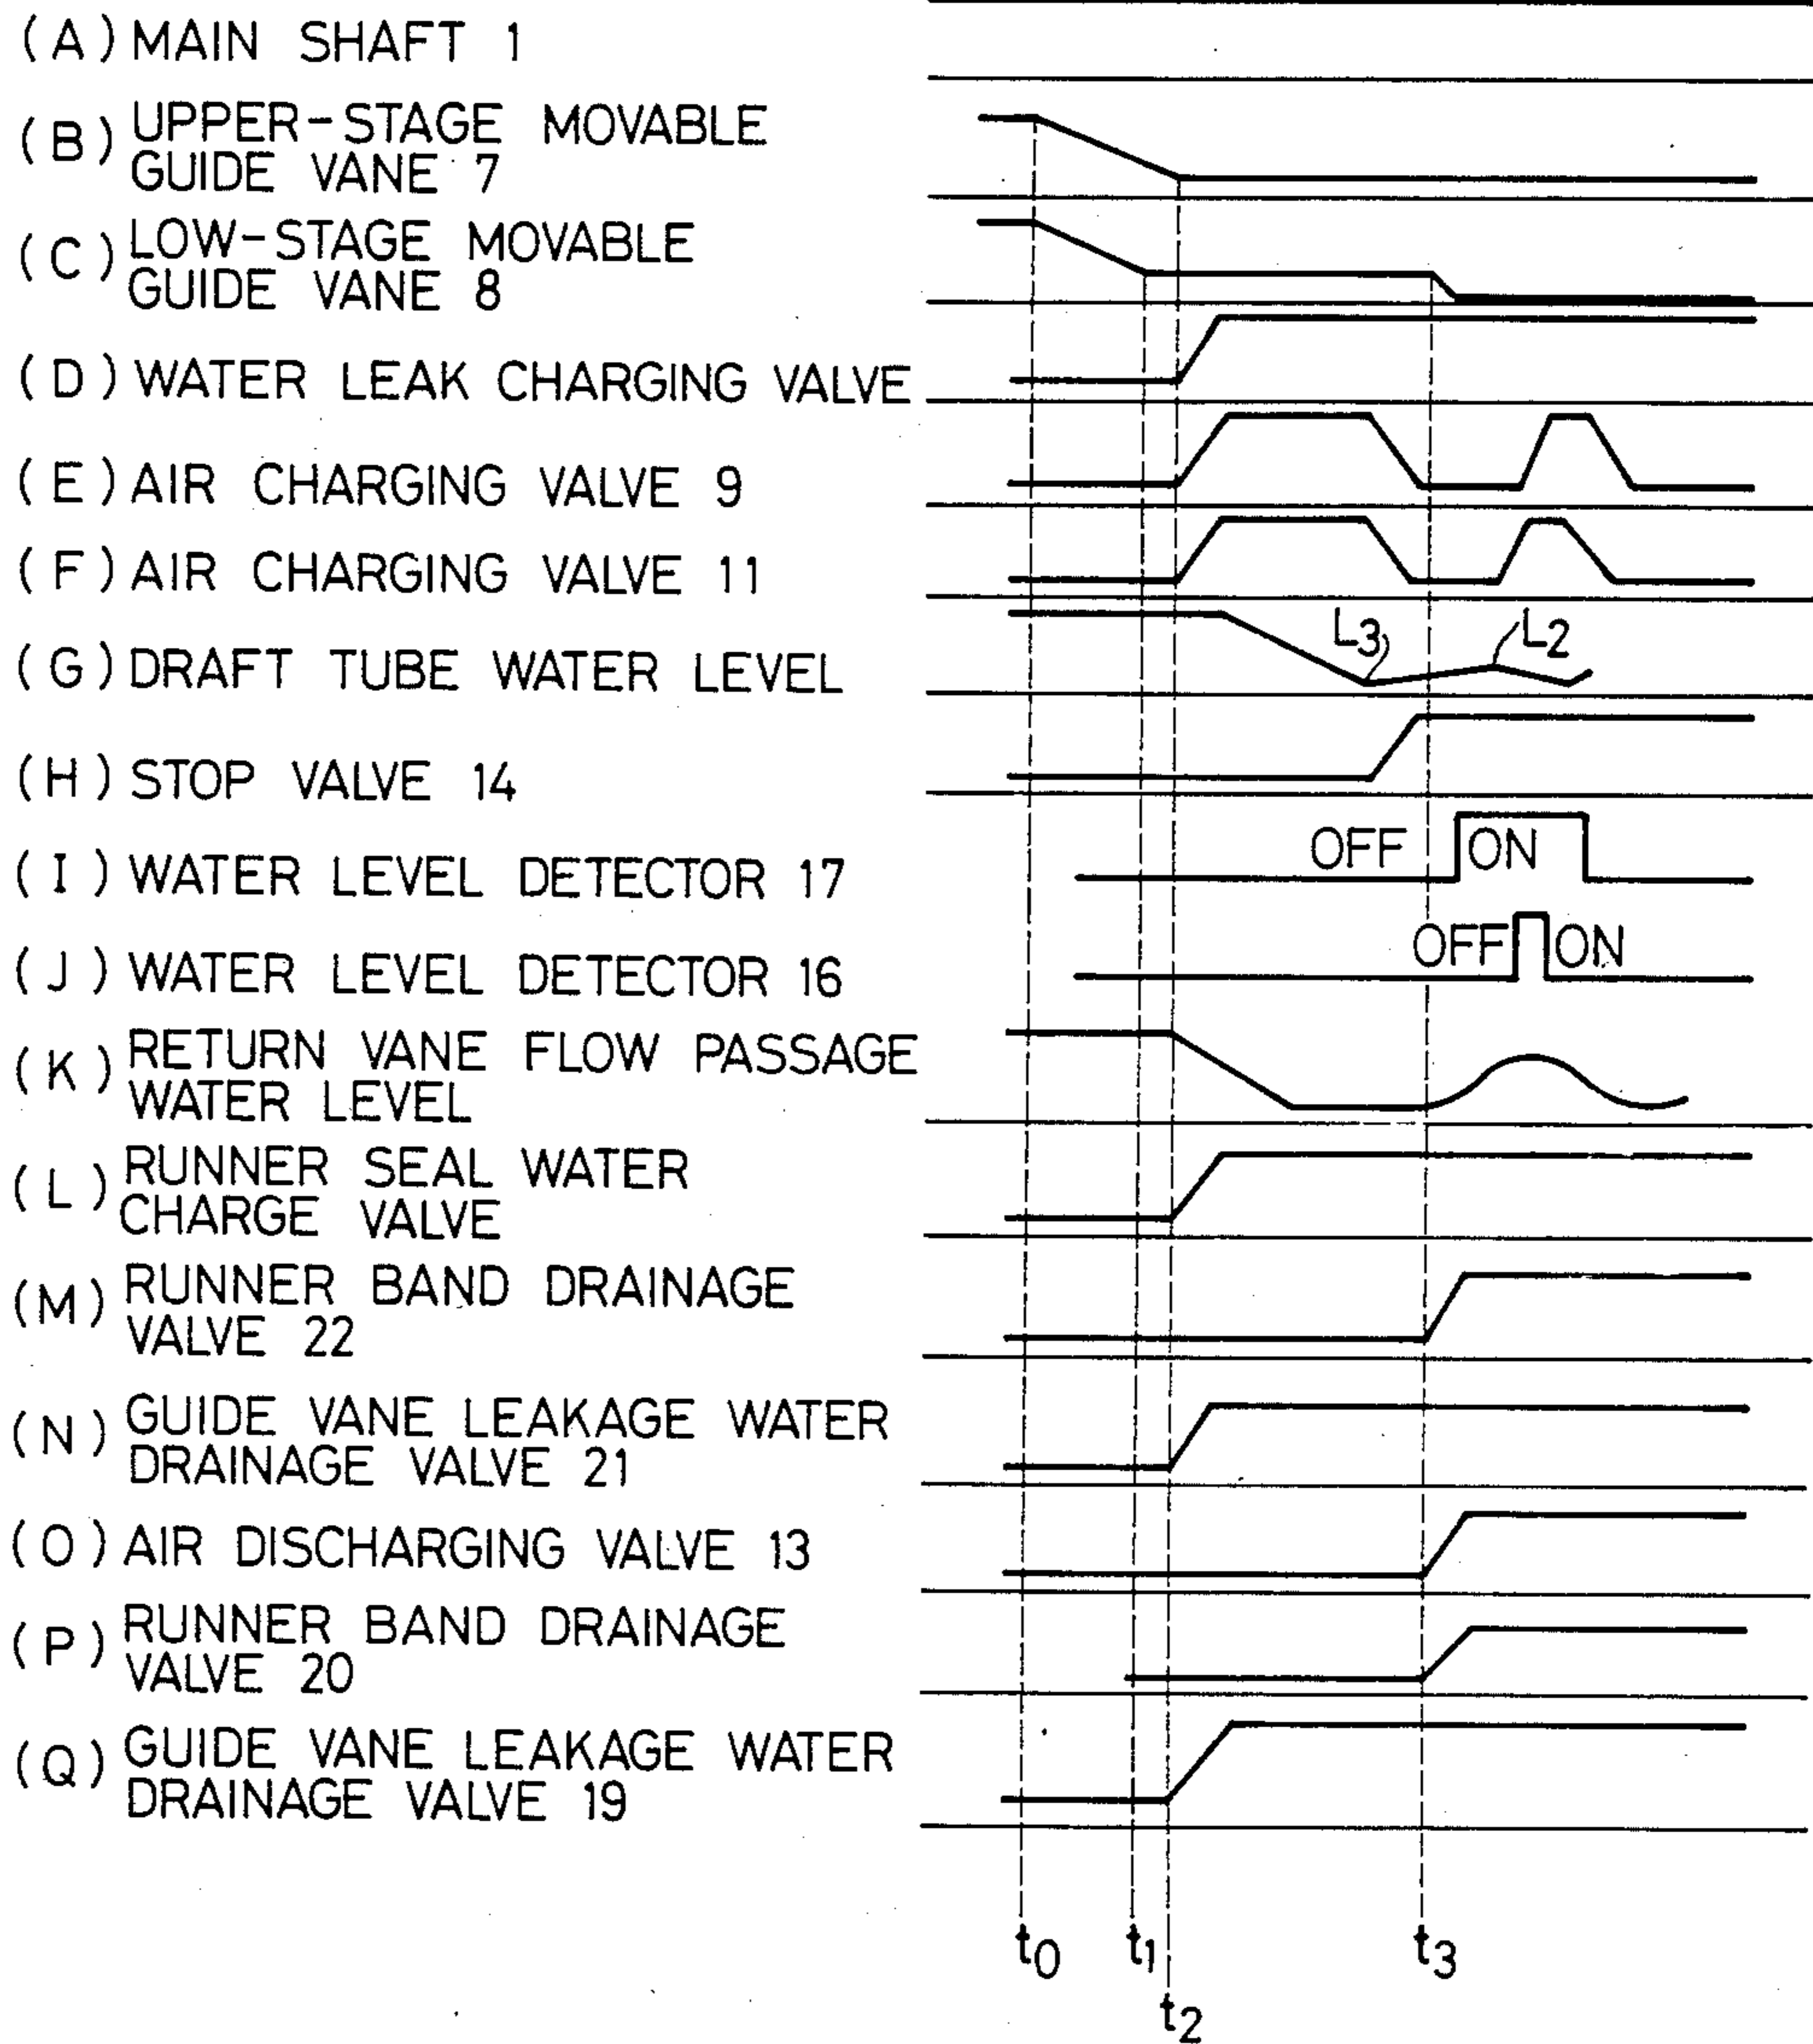 (A) MAIN SHAFT 1
(B) UPPER-STAGE MOVABLE
GUIDE VANE 7
(C) LOW-STAGE MOVABLE
GUIDE VANE 8
(D) WATER LEAK CHARGING VALVE
(E) AIR CHARGING VALVE 9
(F) AIR CHARGING VALVE 11
(G) DRAFT TUBE WATER LEVEL
L3 L2
(H) STOP VALVE 14
(I) WATER LEVEL DETECTOR 17
OFF ON
(J) WATER LEVEL DETECTOR 16
OFF ON
(K) RETURN VANE FLOW PASSAGE
WATER LEVEL
(L) RUNNER SEAL WATER
CHARGE VALVE
(M) RUNNER BAND DRAINAGE
VALVE 22
(N) GUIDE VANE LEAKAGE WATER
DRAINAGE VALVE 21
(O) AIR DISCHARGING VALVE 13
(P) RUNNER BAND DRAINAGE
VALVE 20
(Q) GUIDE VANE LEAKAGE WATER
DRAINAGE VALVE 19
t0 t1 t3
t2